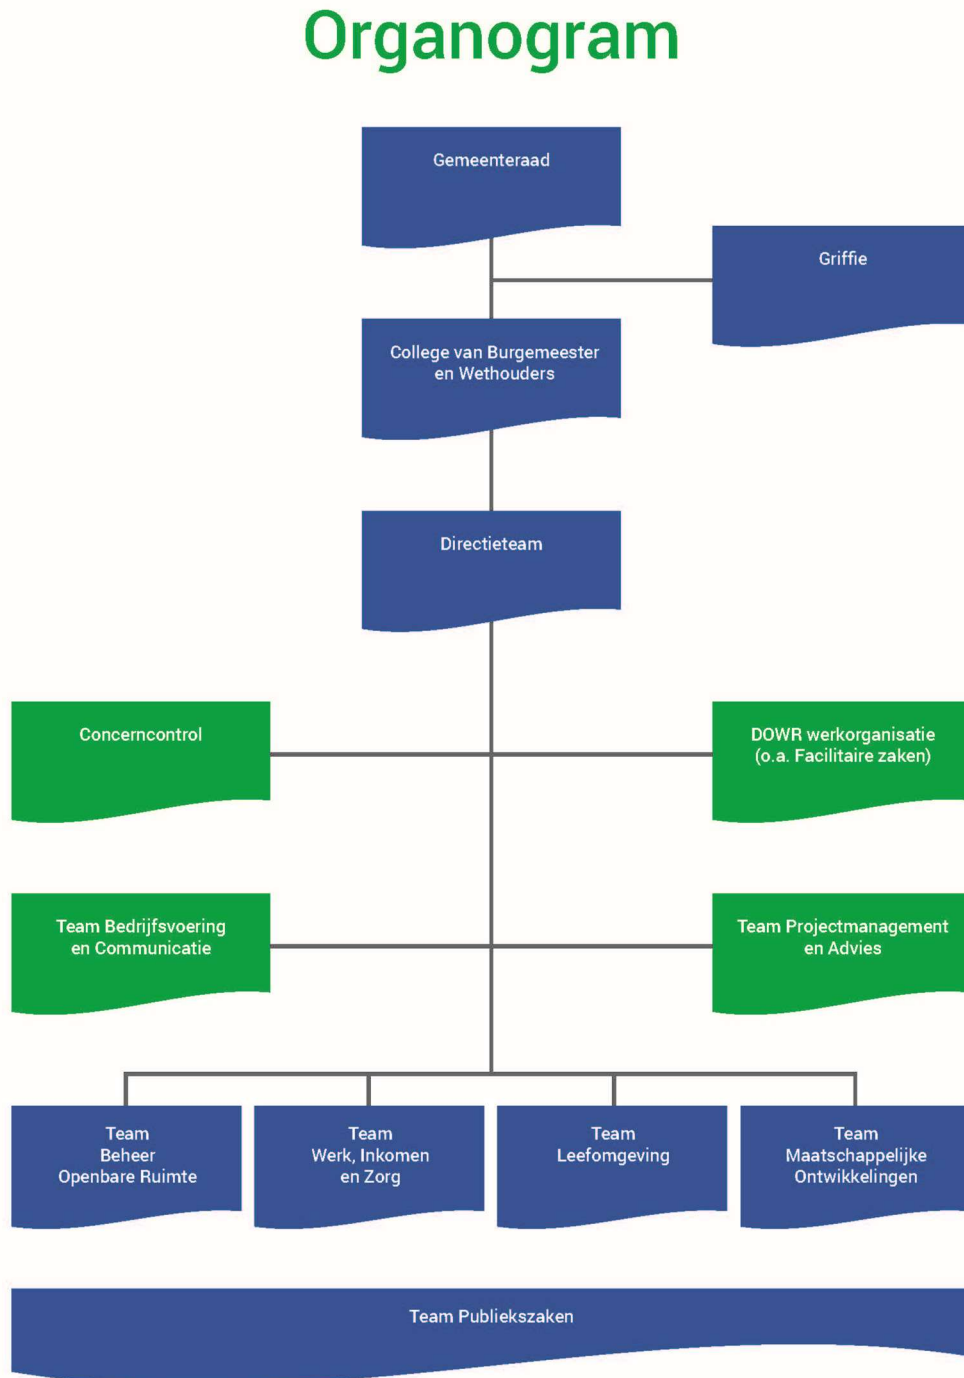 Organogram
Gemeenteraad
Griffie
College van Burgemeester
en Wethouders
Directieteam
Concerncontrol
DOWR werkorganisatie
(o.a. Facilitaire zaken)
Team Bedrijfsvoering
en Communicatie
Team Projectmanagement
en Advies
Team
Beheer
Openbare Ruimte
Team
Werk, Inkomen
en Zorg
Team
Leefomgeving
Team
Maatschappelijke
Ontwikkelingen
Team Publiekszaken